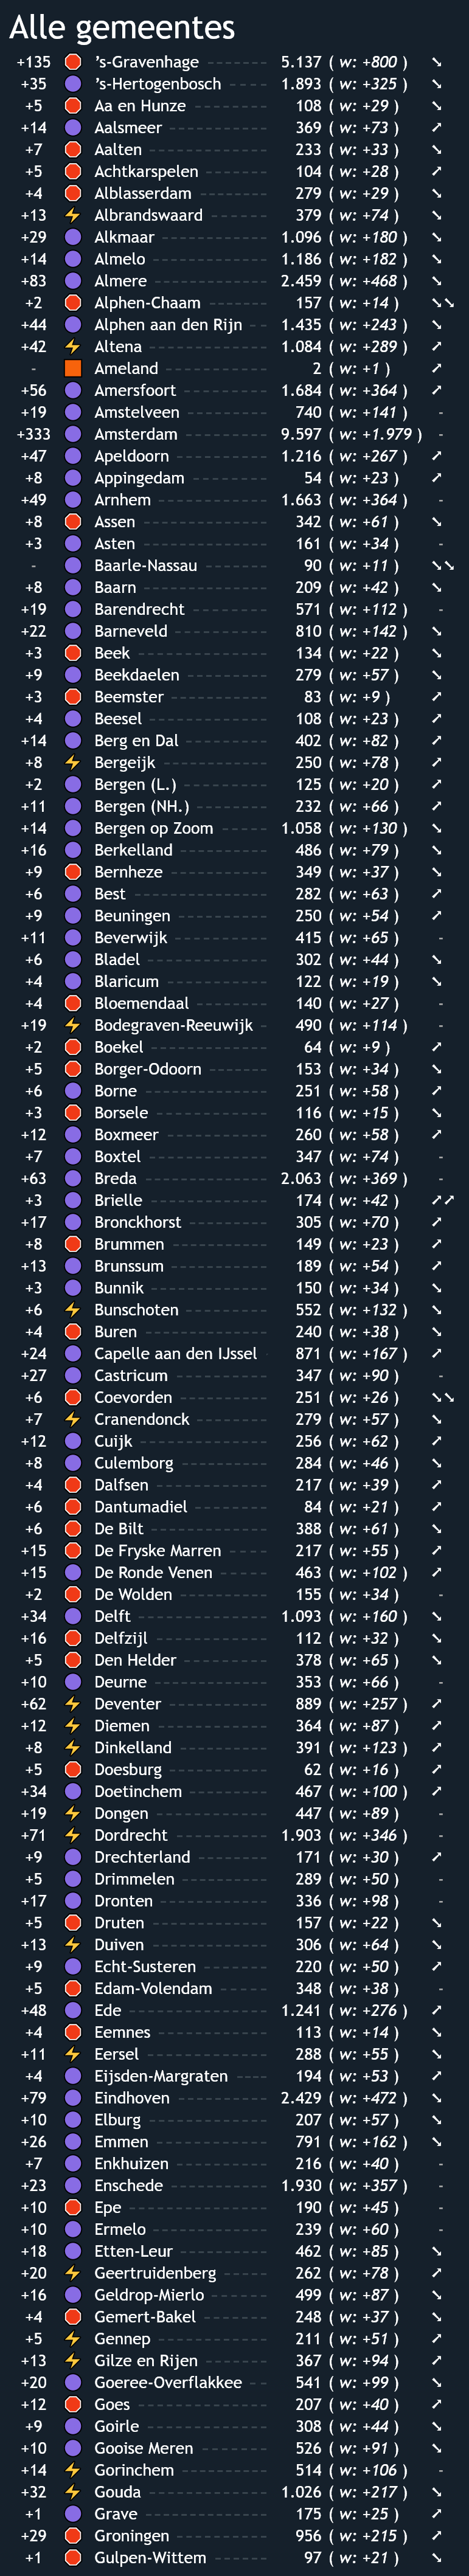 Alle gemeentes
+135 's-Gravenhage 5.137 ( w: +800 ) ↘
+35 's-Hertogenbosch 1.893 ( w: +325 ) ↘
+5 Aa en Hunze 108 ( w: +29 ) ↘
+14 Aalsmeer 369 ( w: +73 ) ↗
+7 Aalten 233 ( w: +33 ) ↘
+5 Achtkarspelen 104 ( w: +28 ) ↗
+4 Alblasserdam 279 ( w: +29 ) ↘
+13 Albrandswaard 379 ( w: +74 ) ↘
+29 Alkmaar 1.096 ( w: +180 ) ↘
+14 Almelo 1.186 ( w: +182 ) ↘
+83 Almere 2.459 ( w: +468 ) ↘
+2 Alphen-Chaam 157 ( w: +14 ) ↘↘
+44 Alphen aan den Rijn 1.435 ( w: +243 ) ↘
+42 Altena 1.084 ( w: +289 ) ↗
- Ameland 2 ( w: +1 ) ↗
+56 Amersfoort 1.684 ( w: +364 ) ↗
+19 Amstelveen 740 ( w: +141 ) -
+333 Amsterdam 9.597 ( w: +1.979 ) -
+47 Apeldoorn 1.216 ( w: +267 ) ↗
+8 Appingedam 54 ( w: +23 ) ↗
+49 Arnhem 1.663 ( w: +364 ) -
+8 Assen 342 ( w: +61 ) ↘
+3 Asten 161 ( w: +34 ) -
- Baarle-Nassau 90 ( w: +11 ) ↘↘
+8 Baarn 209 ( w: +42 ) ↘
+19 Barendrecht 571 ( w: +112 ) -
+22 Barneveld 810 ( w: +142 ) ↘
+3 Beek 134 ( w: +22 ) ↘
+9 Beekdaelen 279 ( w: +57 ) ↗
+3 Beemster 83 ( w: +9 ) ↗
+4 Beesel 108 ( w: +23 ) ↗
+14 Berg en Dal 402 ( w: +82 ) ↗
+8 Bergeijk 250 ( w: +78 ) ↗
+2 Bergen (L.) 125 ( w: +20 ) ↗
+11 Bergen (NH.) 232 ( w: +66 ) ↗
+14 Bergen op Zoom 1.058 ( w: +130 ) ↘
+16 Berkelland 486 ( w: +79 ) ↘
+9 Bernheze 349 ( w: +37 ) ↘
+6 Best 282 ( w: +63 ) ↗
+9 Beuningen 250 ( w: +54 ) ↗
+11 Beverwijk 415 ( w: +65 ) -
+6 Bladel 302 ( w: +44 ) ↘
+4 Blaricum 122 ( w: +19 ) ↘
+4 Bloemendaal 140 ( w: +27 ) -
+19 Bodegraven-Reeuwijk 490 ( w: +114 ) -
+2 Boekel 64 ( w: +9 ) ↗
+5 Borger-Odoorn 153 ( w: +34 ) ↘
+6 Borne 251 ( w: +58 ) ↗
+3 Borsele 116 ( w: +15 ) ↘
+12 Boxmeer 260 ( w: +58 ) ↗
+7 Boxtel 347 ( w: +74 ) -
+63 Breda 2.063 ( w: +369 ) -
+3 Brielle 174 ( w: +42 ) ↗↗
+17 Bronckhorst 305 ( w: +70 ) ↗
+8 Brummen 149 ( w: +23 ) ↗
+13 Brunssum 189 ( w: +54 ) ↗
+3 Bunnik 150 ( w: +34 ) ↘
+6 Bunschoten 552 ( w: +132 ) ↘
+4 Buren 240 ( w: +38 ) ↘
+24 Capelle aan den IJssel 871 ( w: +167 ) ↗
+27 Castricum 347 ( w: +90 ) -
+6 Coevorden 251 ( w: +26 ) ↘↘
+7 Cranendonck 279 ( w: +57 ) ↘
+12 Cuijk 256 ( w: +62 ) ↗
+8 Culemborg 284 ( w: +46 ) ↘
+4 Dalfsen 217 ( w: +39 ) ↗
+6 Dantumadiel 84 ( w: +21 ) ↗
+6 De Bilt 388 ( w: +61 ) ↘
+15 De Fryske Marren 217 ( w: +55 ) ↗
+15 De Ronde Venen 463 ( w: +102 ) ↗
+2 De Wolden 155 ( w: +34 ) -
+34 Delft 1.093 ( w: +160 ) ↘
+16 Delfzijl 112 ( w: +32 ) ↘
+5 Den Helder 378 ( w: +65 ) ↘
+10 Deurne 353 ( w: +66 ) -
+62 Deventer 889 ( w: +257 ) ↗
+12 Diemen 364 ( w: +87 ) ↗
+8 Dinkelland 391 ( w: +123 ) ↗
+5 Doesburg 62 ( w: +16 ) ↗
+34 Doetinchem 467 ( w: +100 ) ↗
+19 Dongen 447 ( w: +89 ) -
+71 Dordrecht 1.903 ( w: +346 ) -
+9 Drechterland 171 ( w: +30 ) ↗
+5 Drimmelen 289 ( w: +50 ) -
+17 Dronten 336 ( w: +98 ) -
+5 Druten 157 ( w: +22 ) ↘
+13 Duiven 306 ( w: +64 ) ↘
+9 Echt-Susteren 220 ( w: +50 ) ↗
+5 Edam-Volendam 348 ( w: +38 ) -
+48 Ede 1.241 ( w: +276 ) ↗
+4 Eemnes 113 ( w: +14 ) ↘
+11 Eersel 288 ( w: +55 ) ↘
+4 Eijsden-Margraten 194 ( w: +53 ) ↗
+79 Eindhoven 2.429 ( w: +472 ) ↘
+10 Elburg 207 ( w: +57 ) ↘
+26 Emmen 791 ( w: +162 ) ↘
+7 Enkhuizen 216 ( w: +40 ) -
+23 Enschede 1.930 ( w: +357 ) -
+10 Epe 190 ( w: +45 ) -
+10 Ermelo 239 ( w: +60 ) -
+18 Etten-Leur 462 ( w: +85 ) ↘
+20 Geertruidenberg 262 ( w: +78 ) ↗
+16 Geldrop-Mierlo 499 ( w: +87 ) ↘
+4 Gemert-Bakel 248 ( w: +37 ) ↘
+5 Gennep 211 ( w: +51 ) ↗
+13 Gilze en Rijen 367 ( w: +94 ) ↗
+20 Goeree-Overflakkee 541 ( w: +99 ) ↘
+12 Goes 207 ( w: +40 ) ↗
+9 Goirle 308 ( w: +44 ) ↘
+10 Gooise Meren 526 ( w: +91 ) ↘
+14 Gorinchem 514 ( w: +106 ) -
+32 Gouda 1.026 ( w: +217 ) ↘
+1 Grave 175 ( w: +25 ) ↗
+29 Groningen 956 ( w: +215 ) ↗
+1 Gulpen-Wittem 97 ( w: +21 ) ↘